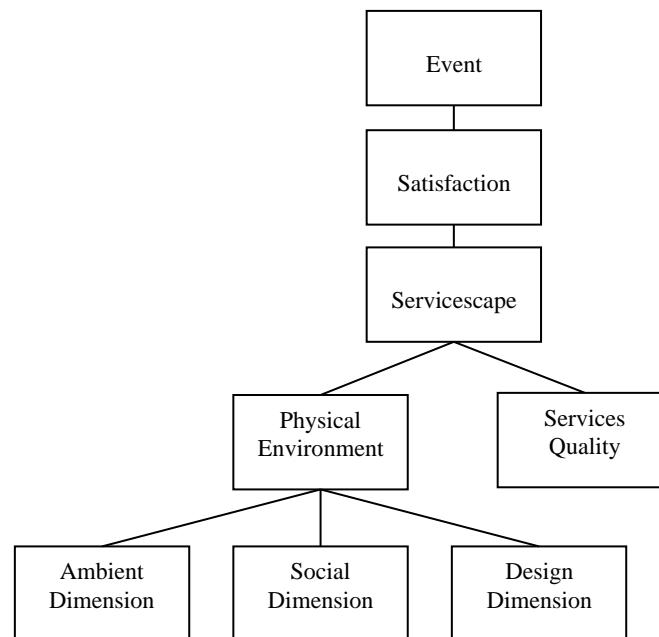 Event
Satisfaction
Servicescape
Physical
Environment
Services
Quality
Ambient
Dimension
Social
Dimension
Design
Dimension